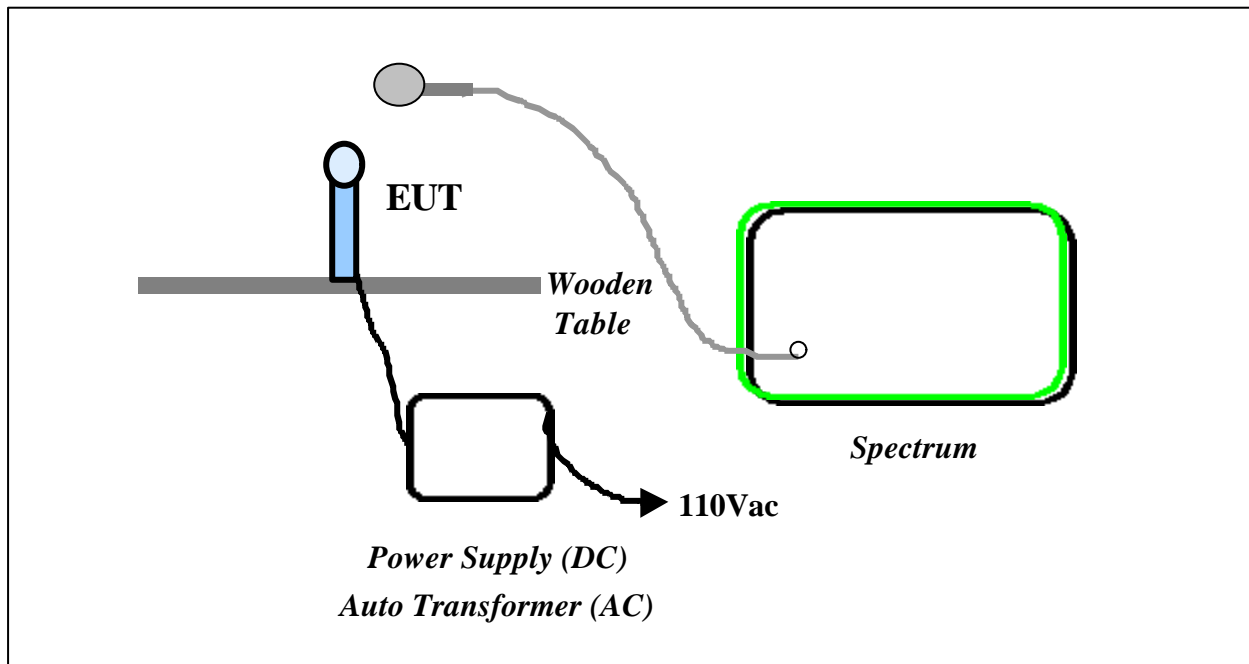 EUT
Wooden
Table
Spectrum
110Vac
Power Supply (DC)
Auto Transformer (AC)